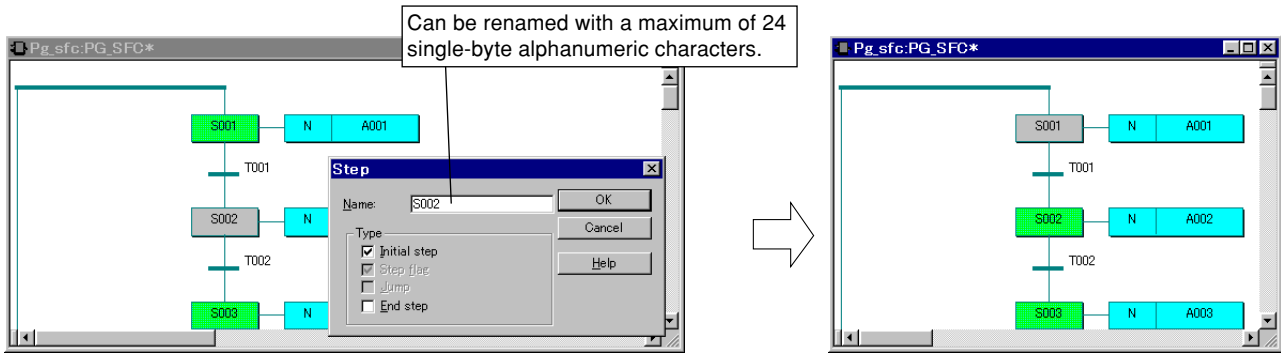 Can be renamed with a maximum of 24
single-byte alphanumeric characters.
Pg_sfc:PG_SFC*
S001 N A001
T001
S002 N
T002
S003 N
Step
Name: S002
OK
Cancel
Help
Type
Initial step
Step flag
Jump
End step
Pg_sfc:PG_SFC*
S001 N A001
T001
S002 N A002
T002
S003 N A003